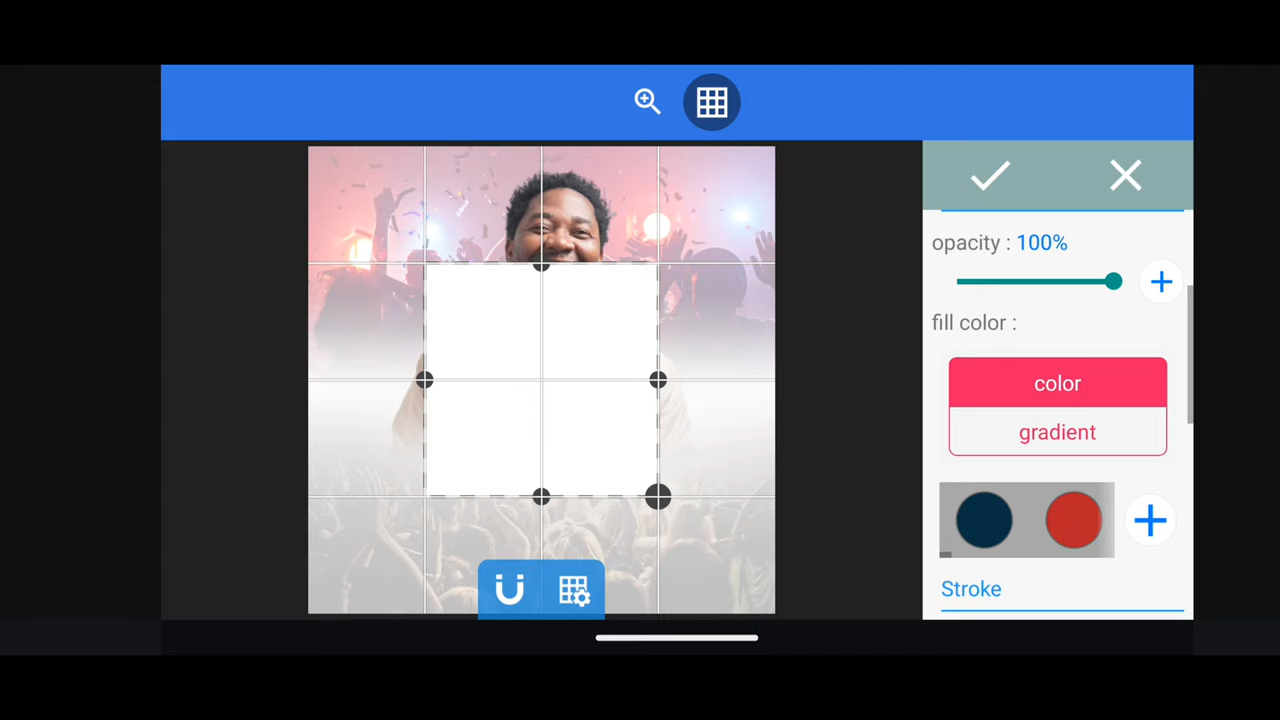 opacity : 100%
fill color :
color
gradient
Stroke